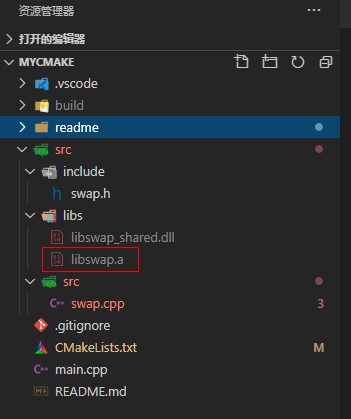 资源管理器
打开的编辑器
MYCMAKE
.vscode
build
readme
src
include
h swap.h
libs
libswap_shared.dll
libswap.a
src
C++ swap.cpp 3
.gitignore
CMakeLists.txt M
C++ main.cpp
M↓ README.md